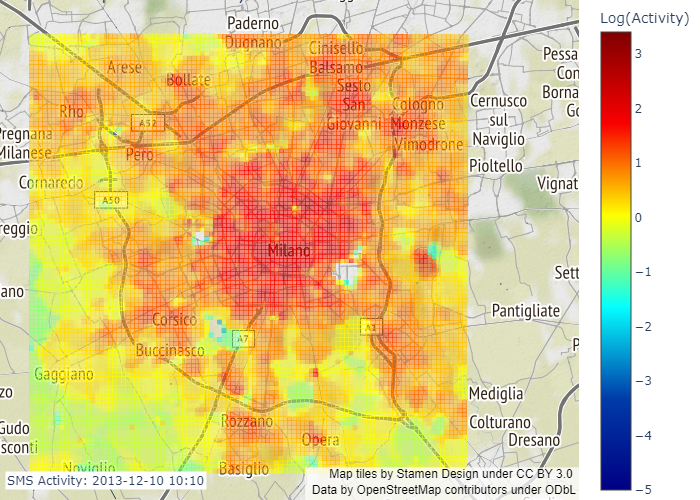 Log(Activity)
Paderno
Dugnano
Cinisello
Balsamo
Arese
Bollate
Sesto
San
Giovanni
Pessa
Con
Borna
Go
Rho
A52
Cologno
Monzese
Cernusco
sul
Naviglio
Pregnana
Milanese
Pero
Vimodrone
Pioltello
Cornaredo
Vignat
A50
reggio
Milano
Sett
ano
Corsico
A7
A1
Pantigliate
Buccinasco
P
Gaggiano
zo
Mediglia
Rozzano
Colturano
Gudo
sconti
Opera
Dresano
Noviglio
Basiglio
3
2
1
0
−1
−2
−3
−4
−5
SMS Activity: 2013-12-10 10:10
Map tiles by Stamen Design under CC BY 3.0
Data by OpenStreetMap contributors under ODbL